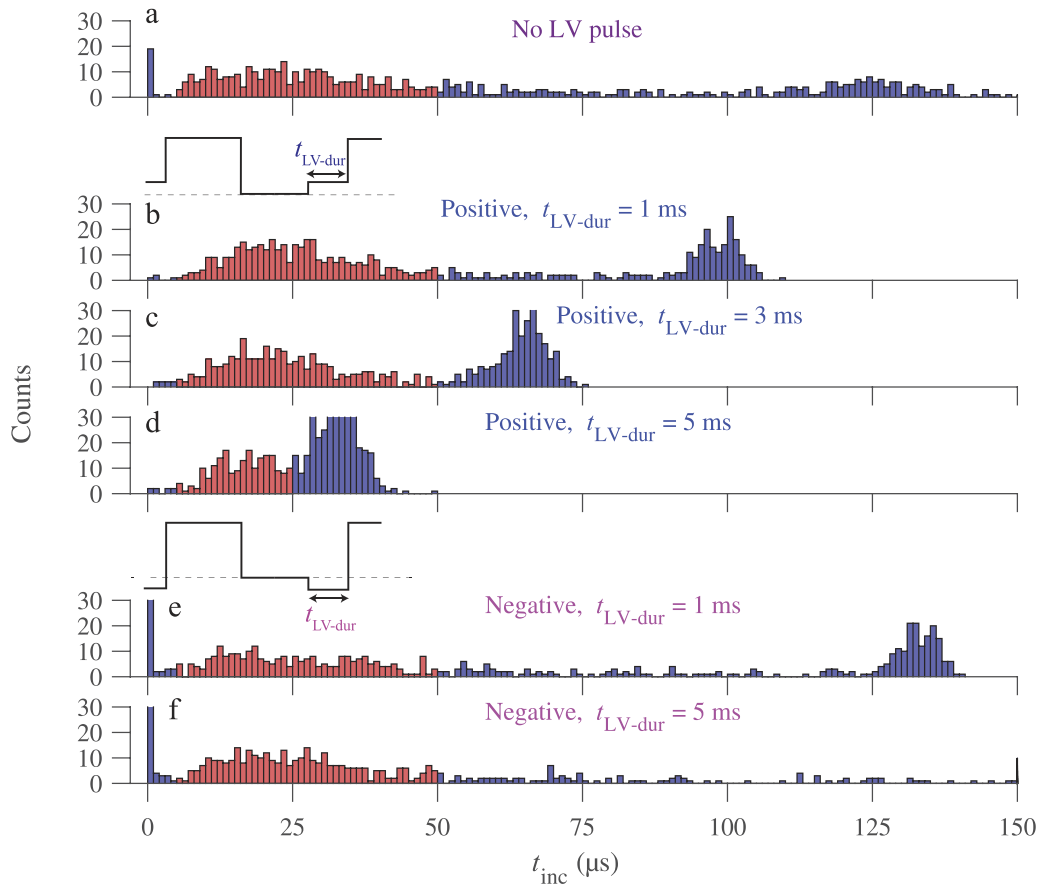 a
No LV pulse
30
20
10
0
t_LV-dur
b
Positive, t_LV-dur = 1 ms
30
20
10
0
c
Positive, t_LV-dur = 3 ms
30
20
10
0
Counts
d
Positive, t_LV-dur = 5 ms
30
20
10
0
t_LV-dur
e
Negative, t_LV-dur = 1 ms
30
20
10
0
f
Negative, t_LV-dur = 5 ms
30
20
10
0
0 25 50 75 100 125 150
t_inc (μs)